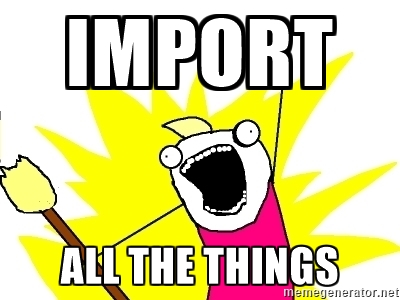 IMPORT
ALL THE THINGS
memegenerator.net